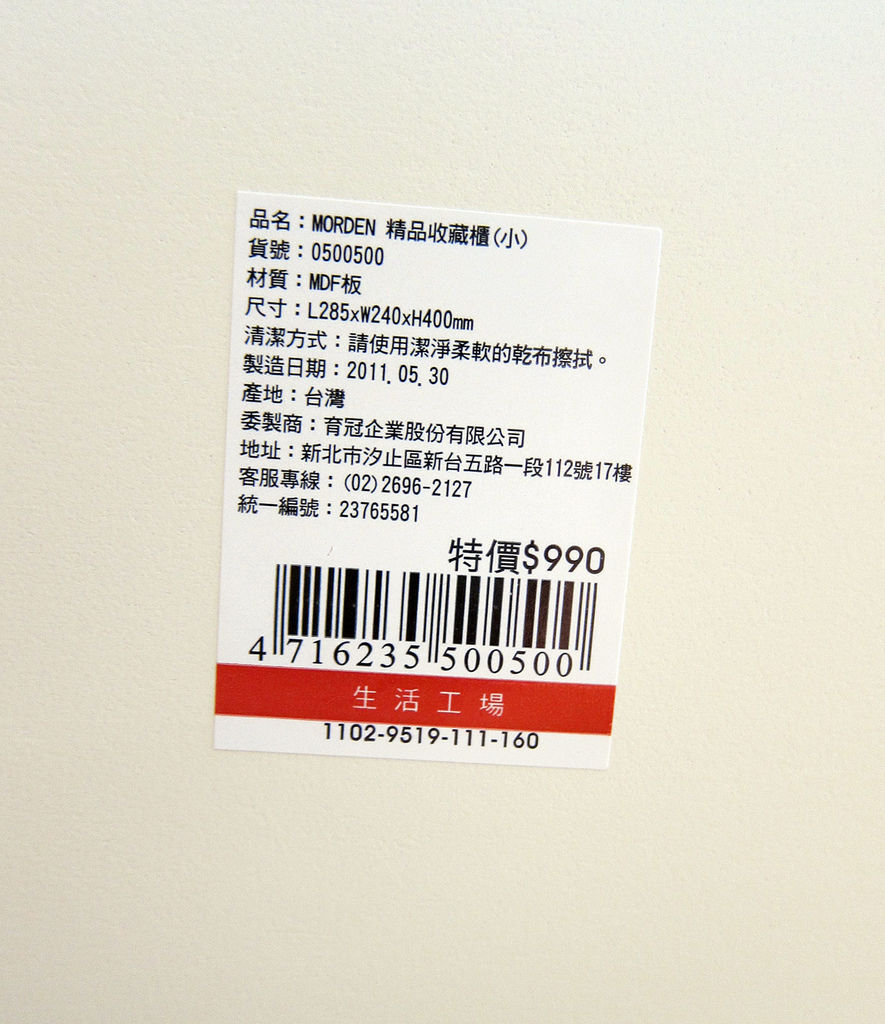 品名：MORDEN 精品收藏櫃(小)
貨號：0500500
材質：MDF板
尺寸：L285xW240xH400mm
清潔方式：請使用潔淨柔軟的乾布擦拭。
製造日期：2011.05.30
產地：台灣
委製商：育冠企業股份有限公司
地址：新北市汐止區新台五路一段112號17樓
客服專線：(02)2696-2127
統一編號：23765581
特價$990
4 716235 500500
生活工場
1102-9519-111-160